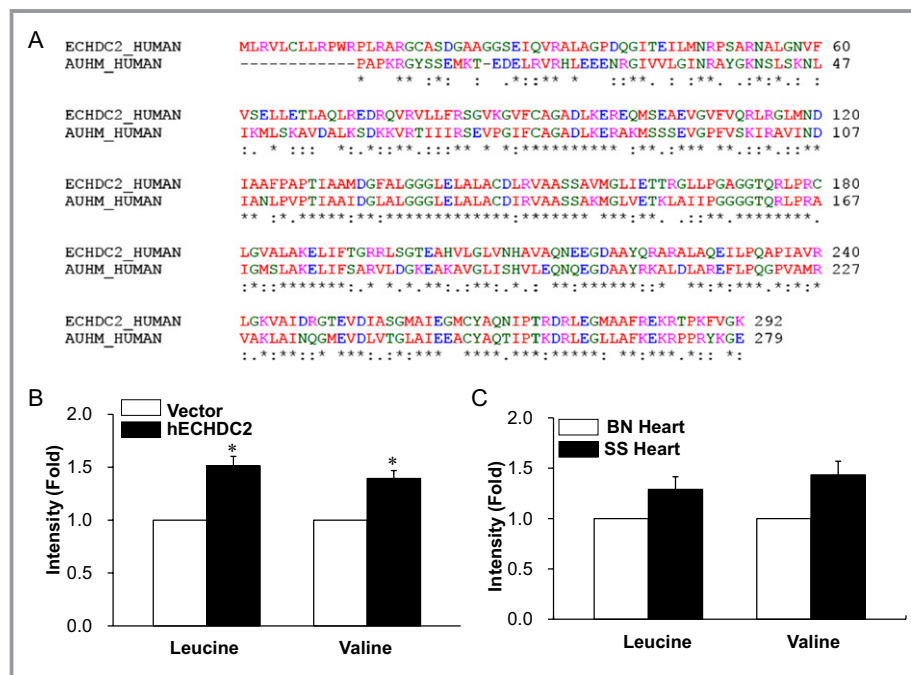 A
ECHDC2_HUMAN MLRVLCLLRPWRPLRARGCASDGAAGGSEIQVRALAGPDQGITEILMNRPSARNALGNVF 60
AUHM_HUMAN -------------PAPKRGYSSEMKT-EDELRVRHLEEENRGIVVLGINRAYGKNSLSKNL 47
ECHDC2_HUMAN VSELLETLAQLREDRQVRVLLFRSGVKGVFCAGADLKEREQMSEAEVGVFVQRLRGLMND 120
AUHM_HUMAN IKMLSKAVDALKSDKKVRTIIIRSEVPGIFCAGADLKERAKMSSSEVGPFVSKIRAVIND 107
ECHDC2_HUMAN IAAFPAPTIAAMDGFALGGGLELALACDLRVAASSAVMGLIETTRGLLPGAGGTQRLPRC 180
AUHM_HUMAN IANLPVPTIAAIDGLALGGGLELALACDIRVAASSAKMGLVETKLAIIPGGGGTQRLPRA 167
ECHDC2_HUMAN LGVALAKELIFTGRRLSGTEAHVLGLVNHAVAQNEEGDAAYQRARALAQEILPQAPIAVR 240
AUHM_HUMAN IGMSLAKELIFSARVLDGKEAKAVGLISHVLEQNQEGDAAYRKALDLAREFLPQGPVAMR 227
ECHDC2_HUMAN LGKVAIDRGTEVDIASGMAIEGMCYAQNIPTRDRLEGMAAFREKRTPKFVGK 292
AUHM_HUMAN VAKLAINQGMEVDLVTGLAIEEACYAQTIPTKDRLEGLLAFKEKRPPRYKGE 279
B
Vector
hECHDC2
Intensity (Fold)
2.0
1.5
1.0
0.5
0.0
* *
Leucine Valine
C
BN Heart
SS Heart
Intensity (Fold)
2.0
1.5
1.0
0.5
0.0
Leucine Valine